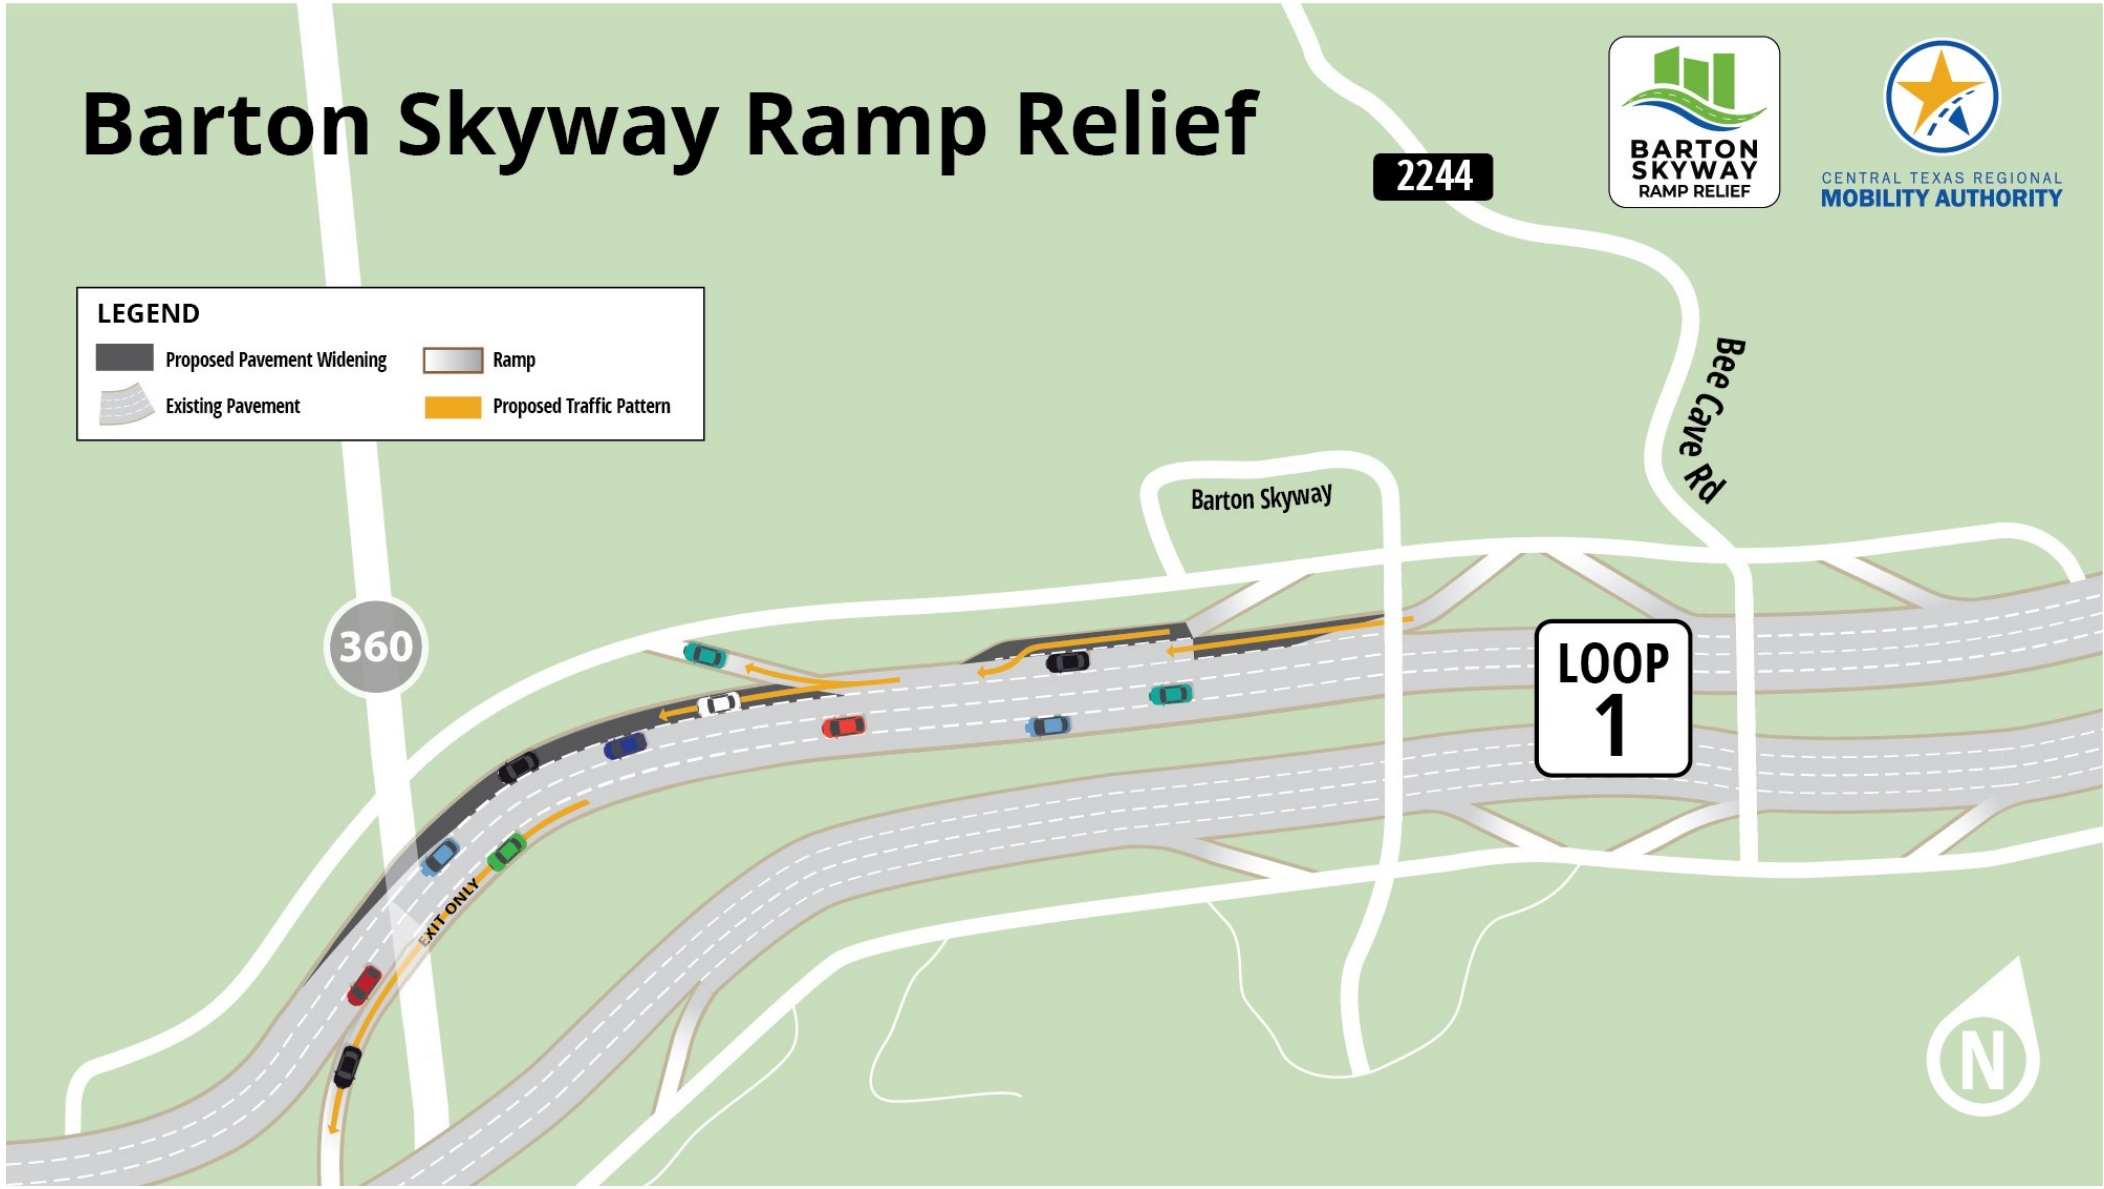 Barton Skyway Ramp Relief
2244
BARTON
SKYWAY
RAMP RELIEF
CENTRAL TEXAS REGIONAL
MOBILITY AUTHORITY
LEGEND
Proposed Pavement Widening
Ramp
Existing Pavement
Proposed Traffic Pattern
Bee Cave Rd
Barton Skyway
360
LOOP
1
EXIT ONLY
N